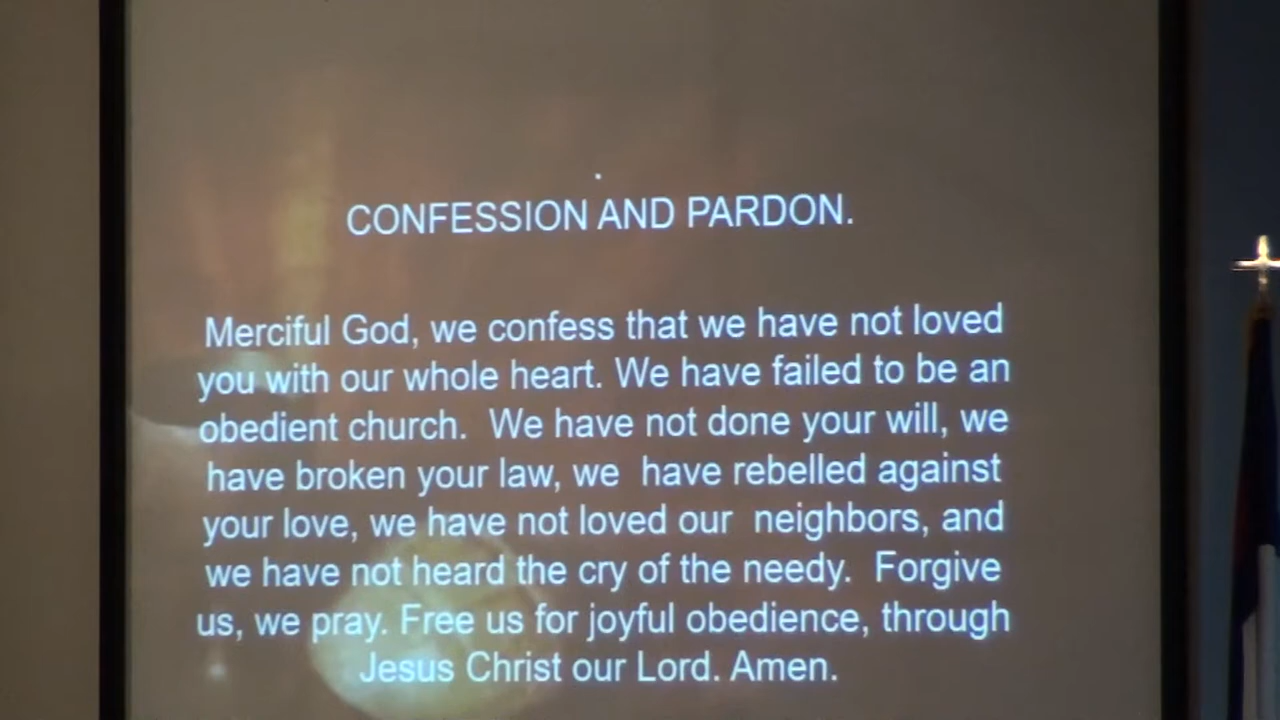 CONFESSION AND PARDON.
Merciful God, we confess that we have not loved
you with our whole heart. We have failed to be an
obedient church.  We have not done your will, we
have broken your law, we  have rebelled against
your love, we have not loved our  neighbors, and
we have not heard the cry of the needy.  Forgive
us, we pray. Free us for joyful obedience, through
Jesus Christ our Lord. Amen.